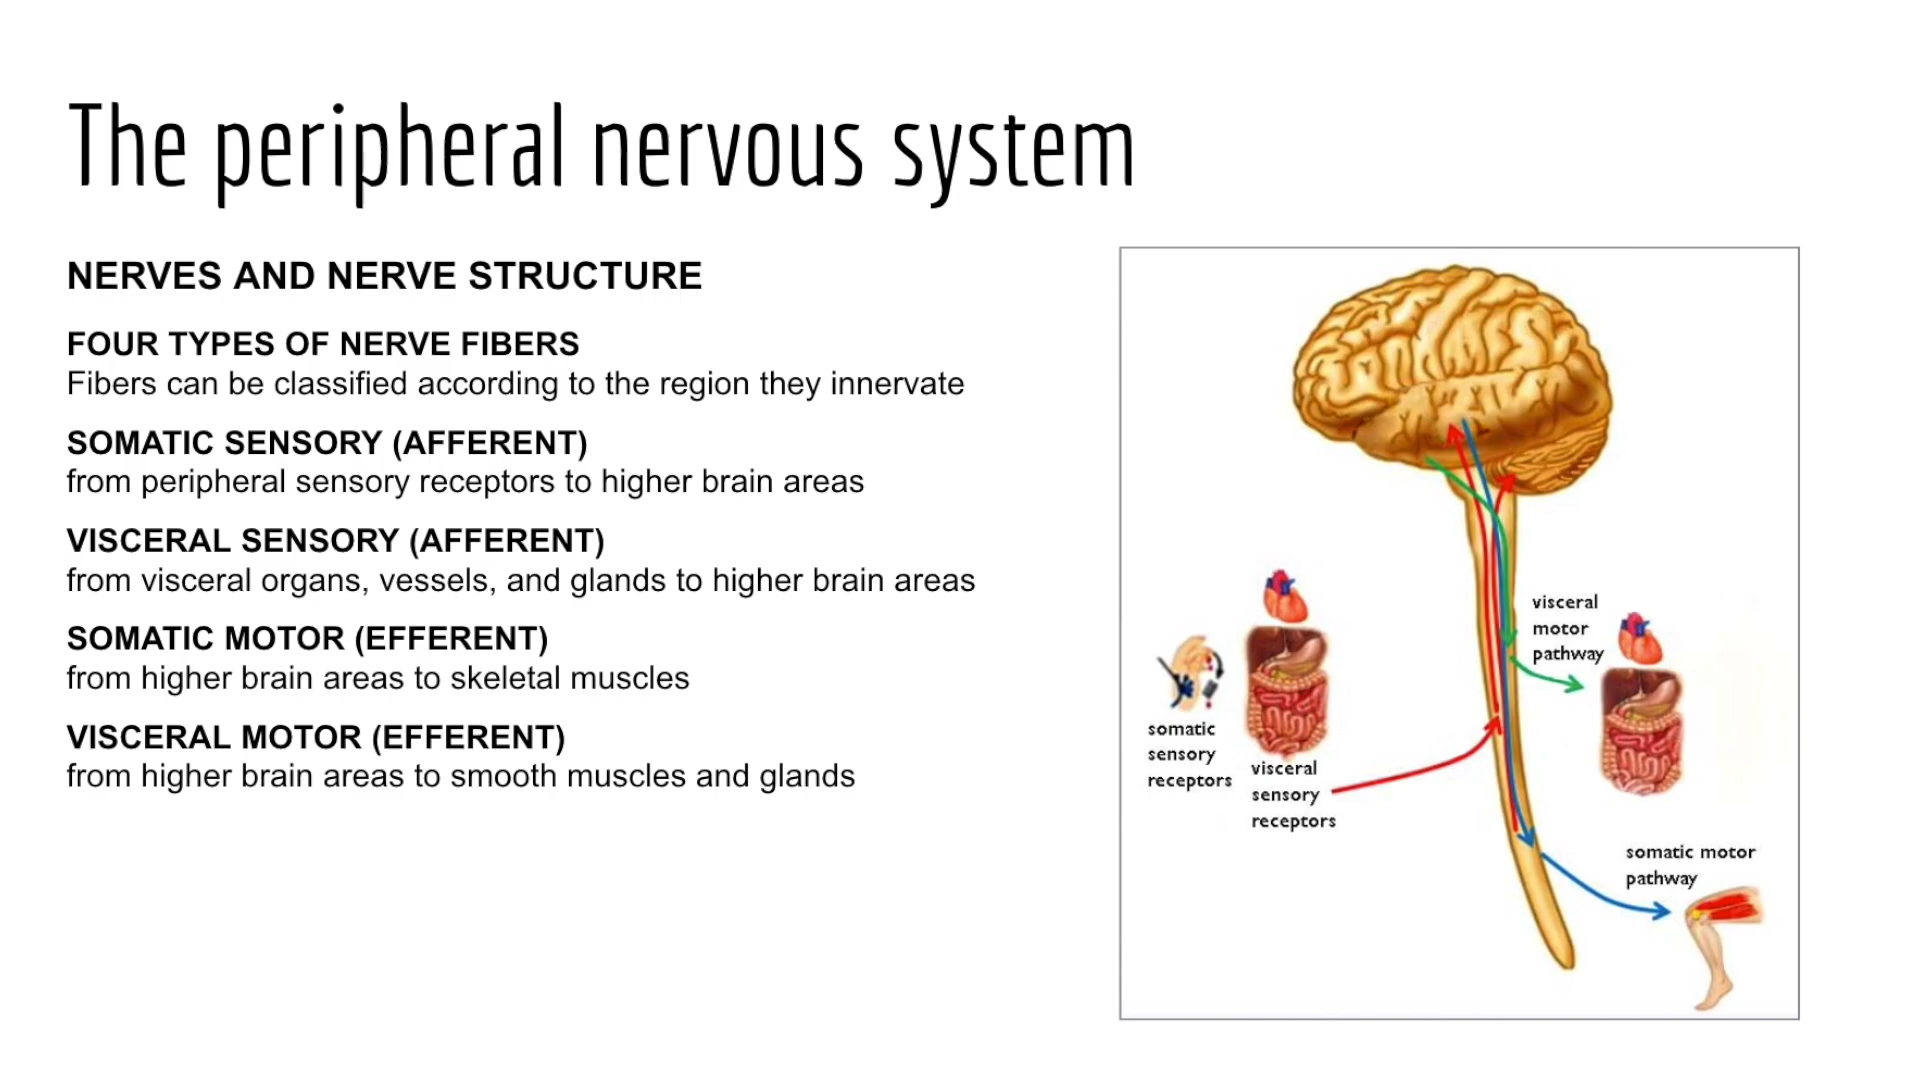 The peripheral nervous system
NERVES AND NERVE STRUCTURE
FOUR TYPES OF NERVE FIBERS
Fibers can be classified according to the region they innervate
SOMATIC SENSORY (AFFERENT)
from peripheral sensory receptors to higher brain areas
VISCERAL SENSORY (AFFERENT)
from visceral organs, vessels, and glands to higher brain areas
SOMATIC MOTOR (EFFERENT)
from higher brain areas to skeletal muscles
VISCERAL MOTOR (EFFERENT)
from higher brain areas to smooth muscles and glands
somatic
sensory
receptors
visceral
sensory
receptors
visceral
motor
pathway
somatic motor
pathway